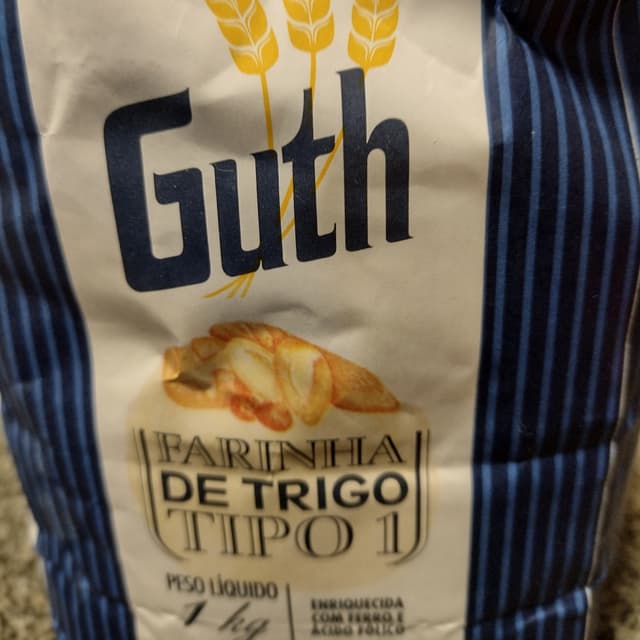 Guth
FARINHA
DE TRIGO
TIPO 1
PESO LÍQUIDO
1 kg
ENRIQUECIDA
COM FERRO E
ÁCIDO FÓLICO